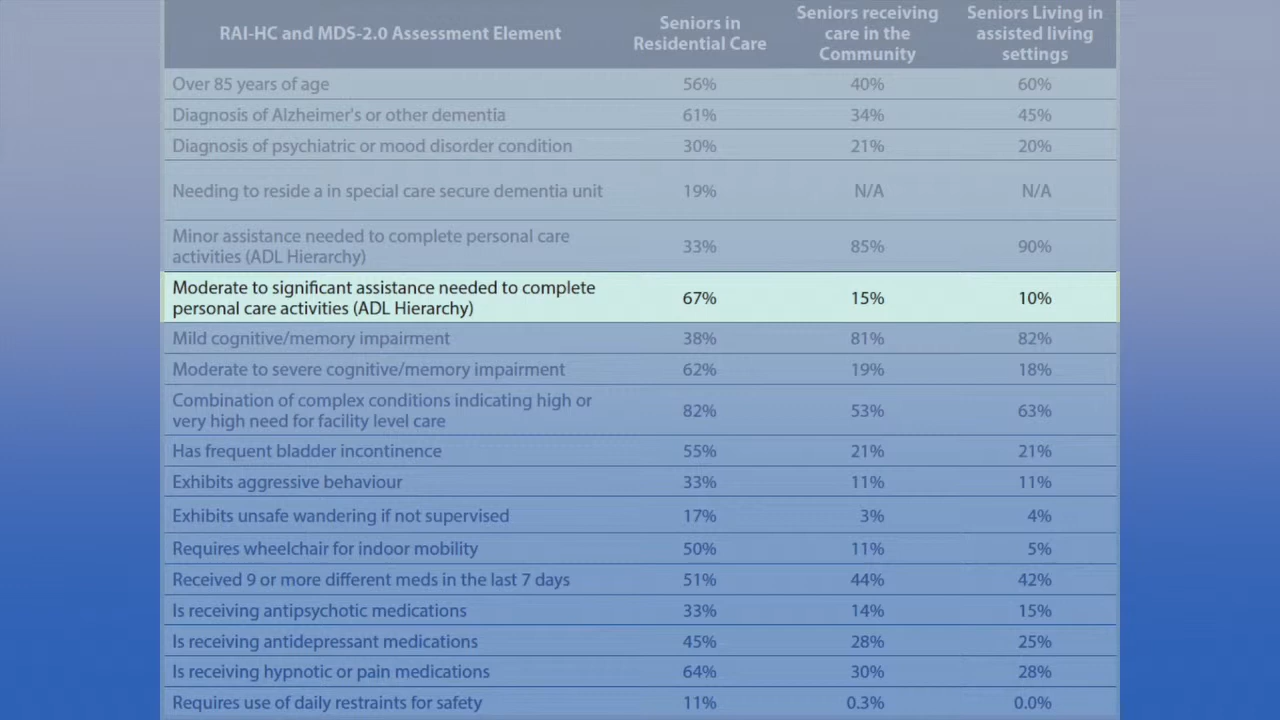 RAI-HC and MDS-2.0 Assessment Element Seniors in Residential Care Seniors receiving care in the Community Seniors Living in assisted living settings
Over 85 years of age 56% 40% 60%
Diagnosis of Alzheimer's or other dementia 61% 34% 45%
Diagnosis of psychiatric or mood disorder condition 30% 21% 20%
Needing to reside a in special care secure dementia unit 19% N/A N/A
Minor assistance needed to complete personal care
activities (ADL Hierarchy) 33% 85% 90%
Moderate to significant assistance needed to complete
personal care activities (ADL Hierarchy) 67% 15% 10%
Mild cognitive/memory impairment 38% 81% 82%
Moderate to severe cognitive/memory impairment 62% 19% 18%
Combination of complex conditions indicating high or
very high need for facility level care 82% 53% 63%
Has frequent bladder incontinence 55% 21% 21%
Exhibits aggressive behaviour 33% 11% 11%
Exhibits unsafe wandering if not supervised 17% 3% 4%
Requires wheelchair for indoor mobility 50% 11% 5%
Received 9 or more different meds in the last 7 days 51% 44% 42%
Is receiving antipsychotic medications 33% 14% 15%
Is receiving antidepressant medications 45% 28% 25%
Is receiving hypnotic or pain medications 64% 30% 28%
Requires use of daily restraints for safety 11% 0.3% 0.0%